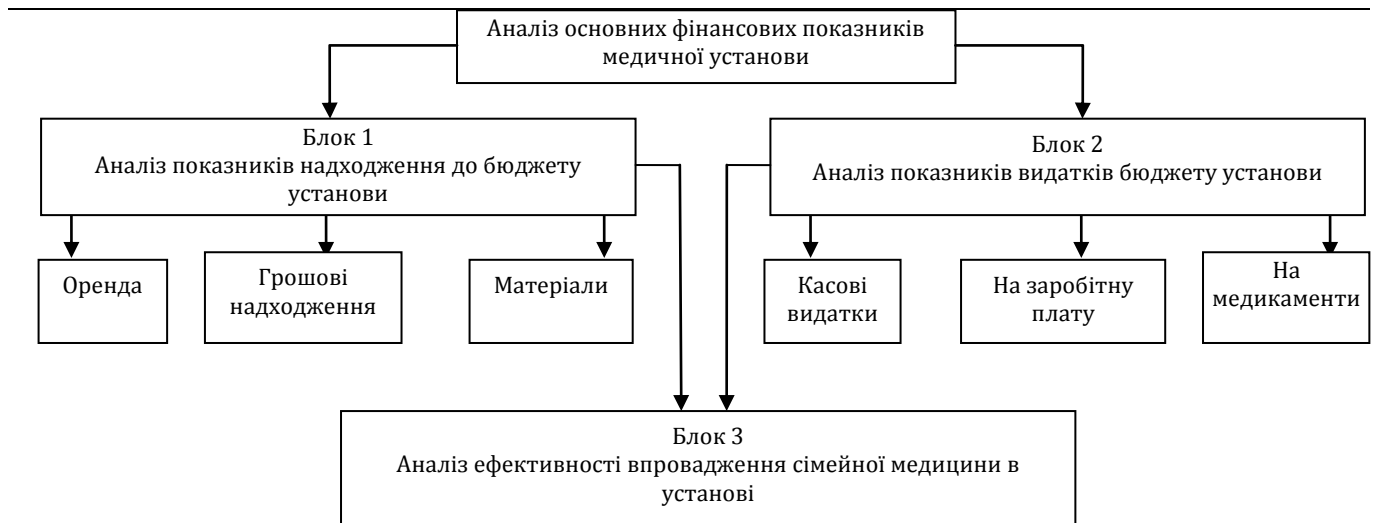 Аналіз основних фінансових показників
медичної установи
Блок 1
Аналіз показників надходження до бюджету
установи
Блок 2
Аналіз показників видатків бюджету установи
Оренда
Грошові
надходження
Матеріали
Касові
видатки
На заробітну
плату
На
медикаменти
Блок 3
Аналіз ефективності впровадження сімейної медицини в
установі